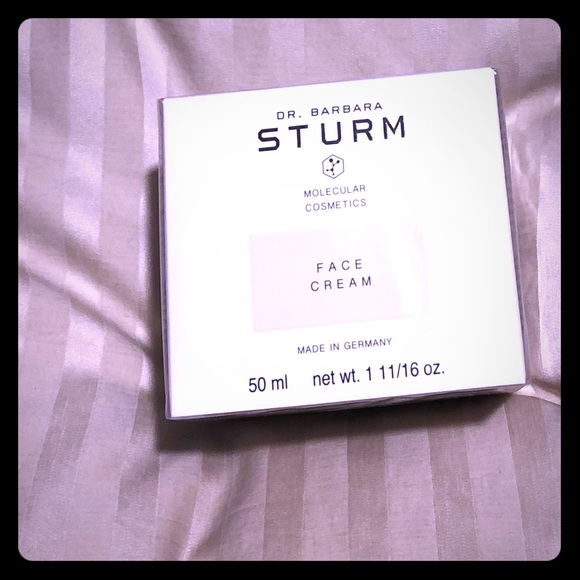 DR. BARBARA
STURM
MOLECULAR
COSMETICS
FACE
CREAM
MADE IN GERMANY
50 ml net wt. 1 11/16 oz.